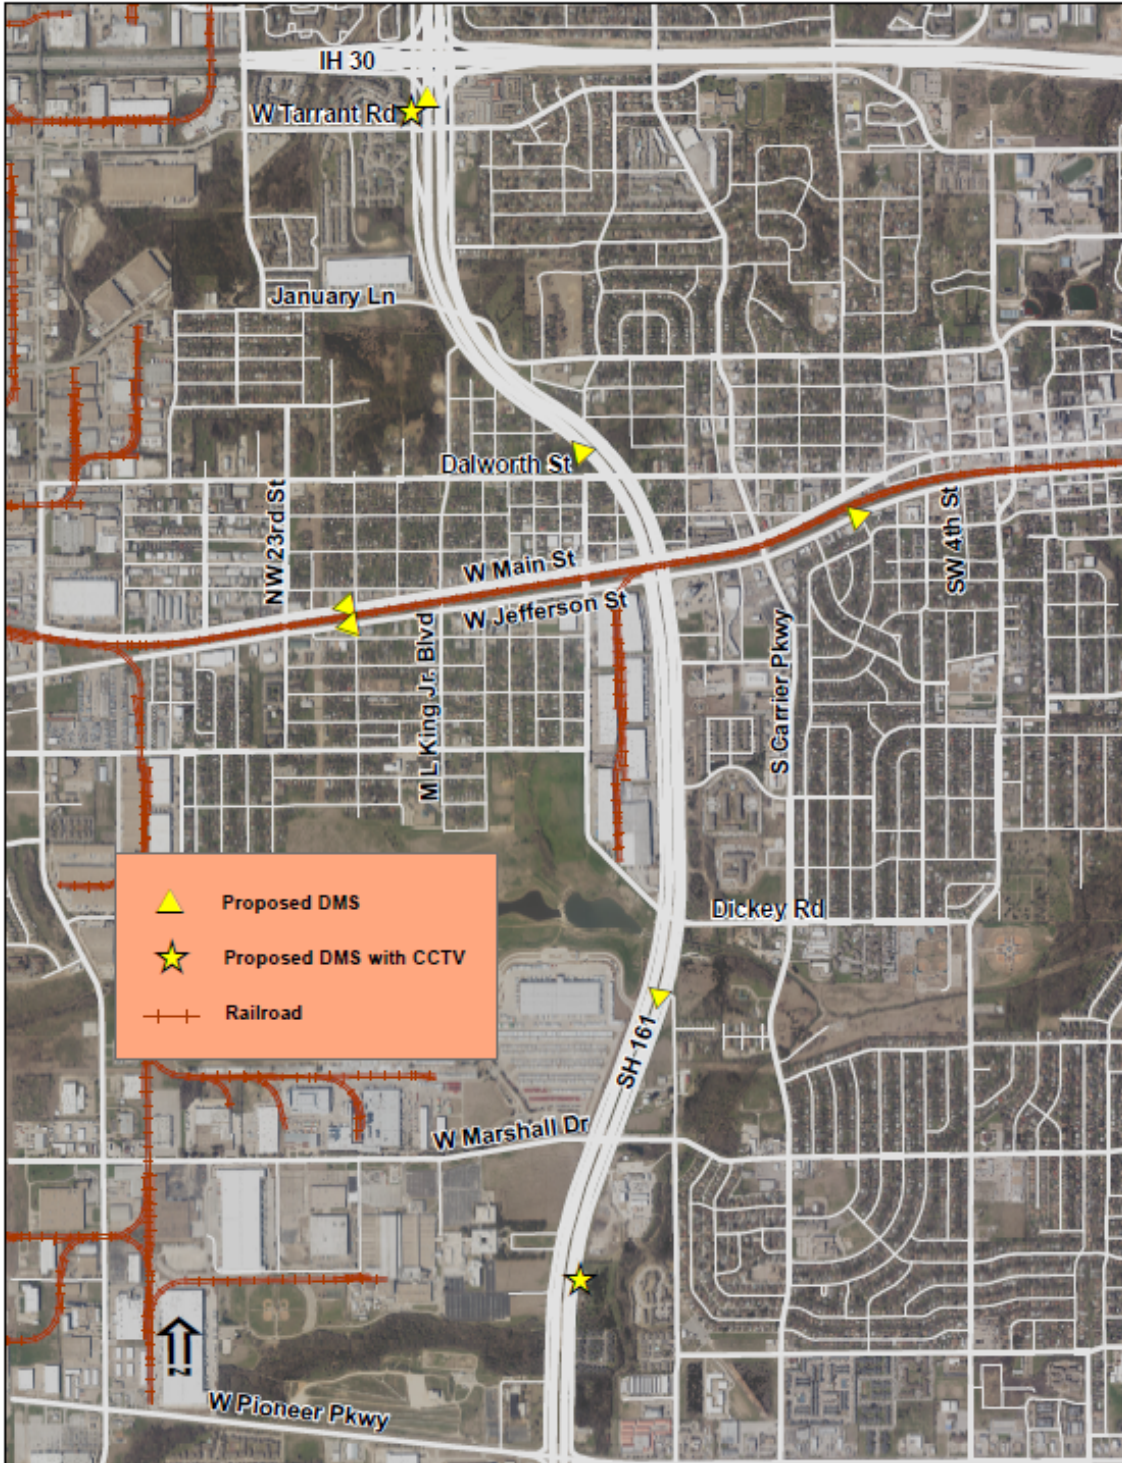 IH 30
W Tarrant Rd
January Ln
Dalworth St
NW 23rd St
W Main St
W Jefferson St
SW 4th St
M L King Jr. Blvd
S Carrier Pkwy
Proposed DMS
Proposed DMS with CCTV
Railroad
Dickey Rd
SH 161
W Marshall Dr
N
W Pioneer Pkwy